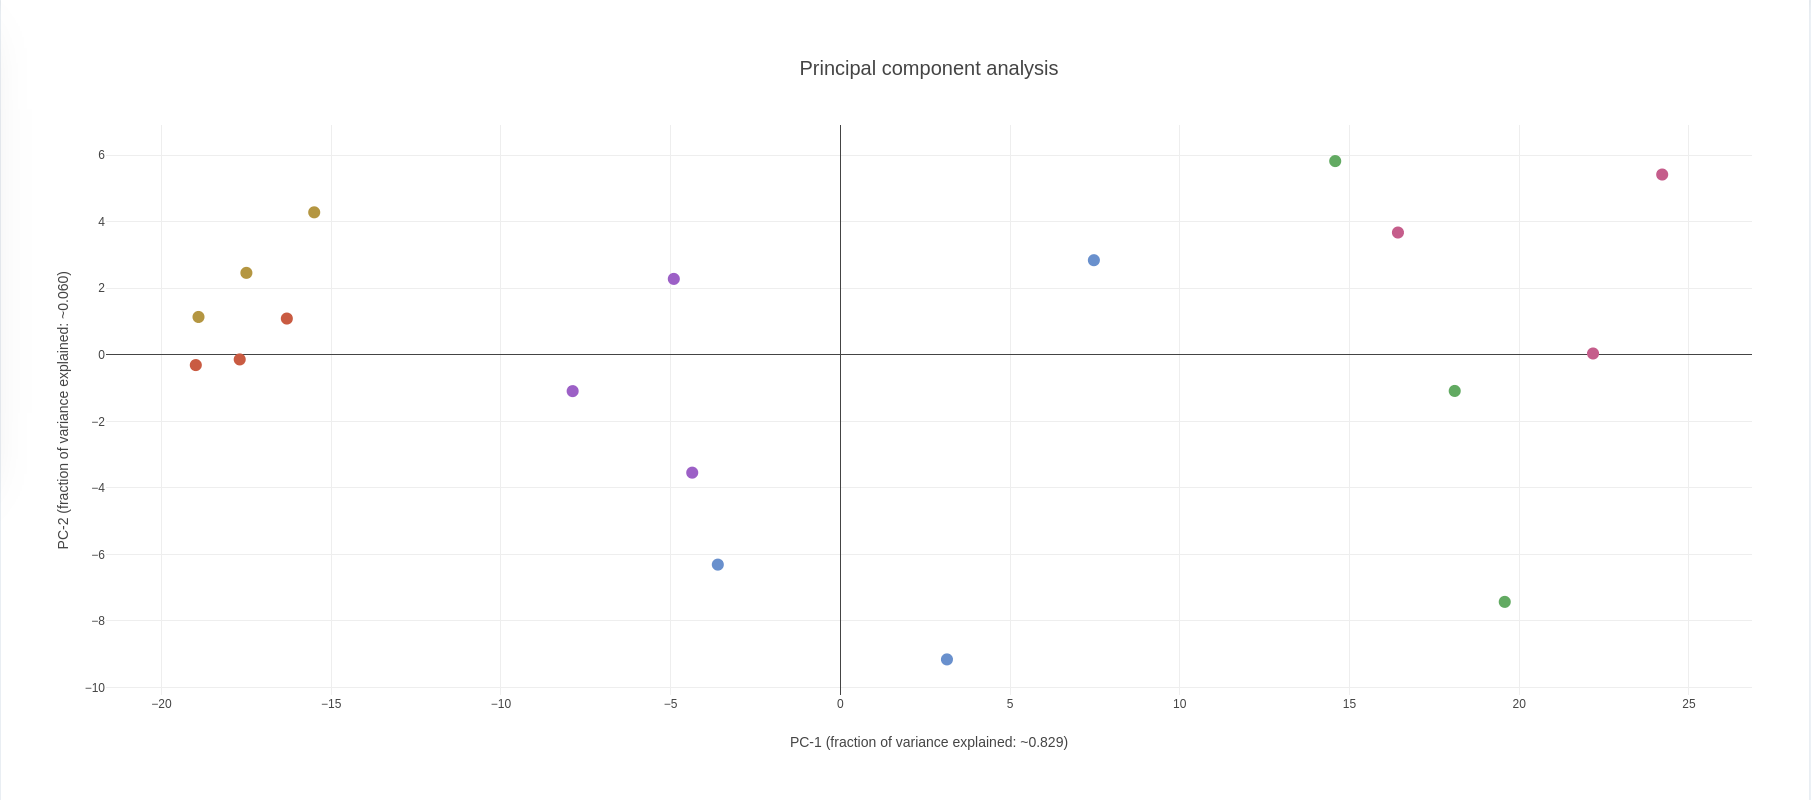 Principal component analysis
6
4
2
0
−2
−4
−6
−8
−10
PC-2 (fraction of variance explained: ~0.060)
−20 −15 −10 −5 0 5 10 15 20 25
PC-1 (fraction of variance explained: ~0.829)